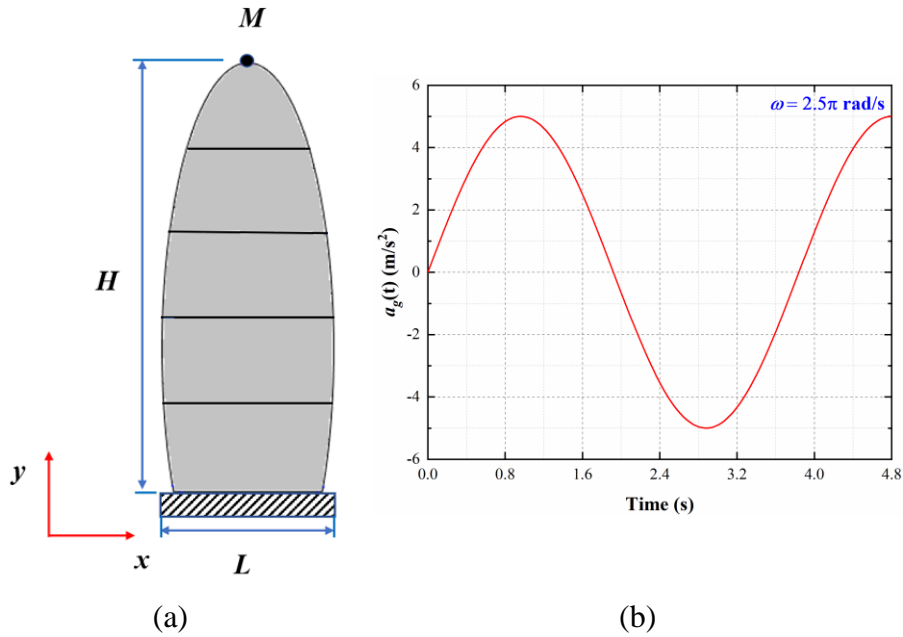 M
H
y
x
L
(a)
ω = 2.5π rad/s
a_g(t) (m/s²)
6
4
2
0
-2
-4
-6
0.0 0.8 1.6 2.4 3.2 4.0 4.8
Time (s)
(b)